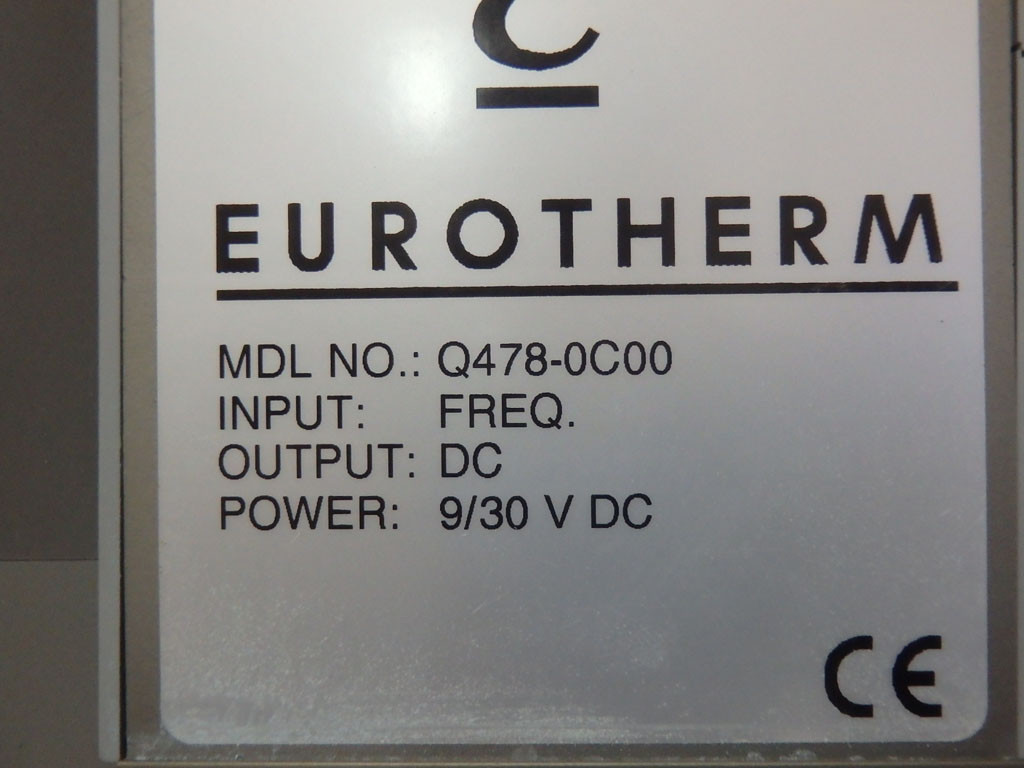 EUROTHERM
MDL NO.: Q478-0C00
INPUT: FREQ.
OUTPUT: DC
POWER: 9/30 V DC
CE